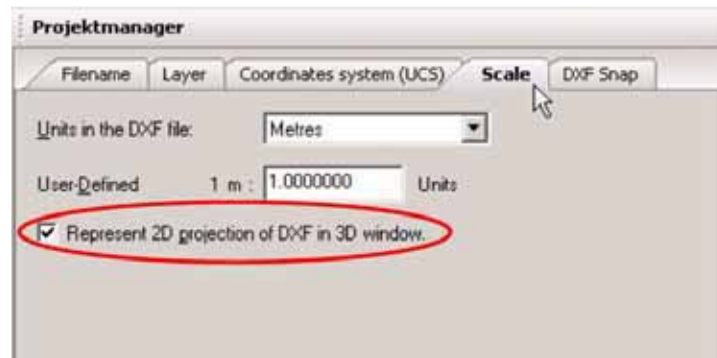 Projektmanager
Filename Layer Coordinates system (UCS) Scale DXF Snap
Units in the DXF file: Metres
User-Defined 1 m : 1.0000000 Units
Represent 2D projection of DXF in 3D window.